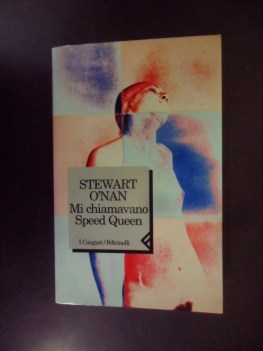 STEWART
O'NAN
Mi chiamavano
Speed Queen
I Canguri/Feltrinelli